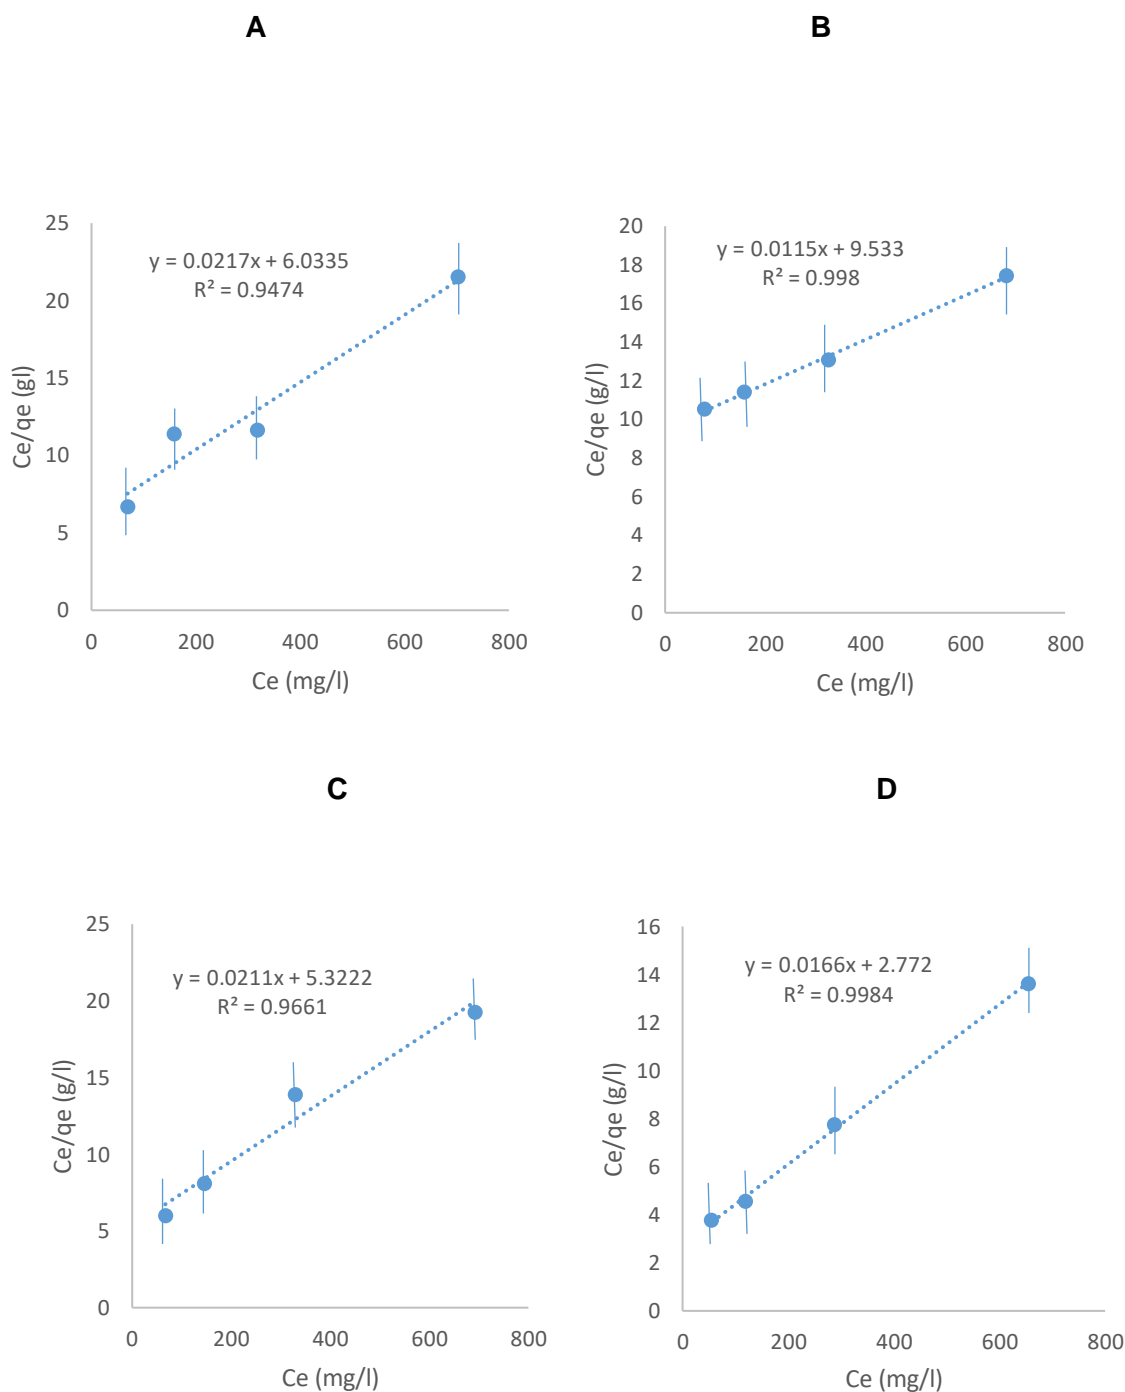 A
B
25
20
15
10
5
0
y = 0.0217x + 6.0335
R² = 0.9474
Ce/qe (gl)
0 200 400 600 800
Ce (mg/l)
20
18
16
14
12
10
8
6
4
2
0
y = 0.0115x + 9.533
R² = 0.998
Ce/qe (g/l)
0 200 400 600 800
Ce (mg/l)
C
D
25
20
15
10
5
0
y = 0.0211x + 5.3222
R² = 0.9661
Ce/qe (g/l)
0 200 400 600 800
Ce (mg/l)
16
14
12
10
8
6
4
2
0
y = 0.0166x + 2.772
R² = 0.9984
Ce/qe (g/l)
0 200 400 600 800
Ce (mg/l)